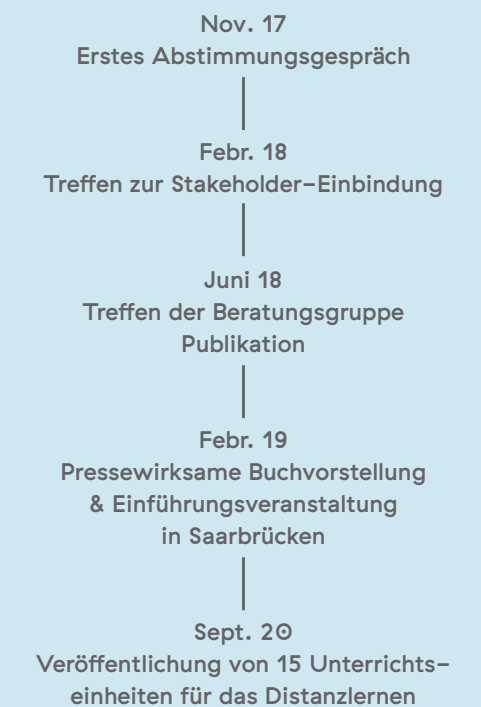 Nov. 17
Erstes Abstimmungsgespräch
Febr. 18
Treffen zur Stakeholder-Einbindung
Juni 18
Treffen der Beratungsgruppe
Publikation
Febr. 19
Pressewirksame Buchvorstellung
& Einführungsveranstaltung
in Saarbrücken
Sept. 20
Veröffentlichung von 15 Unterrichts-
einheiten für das Distanzlernen